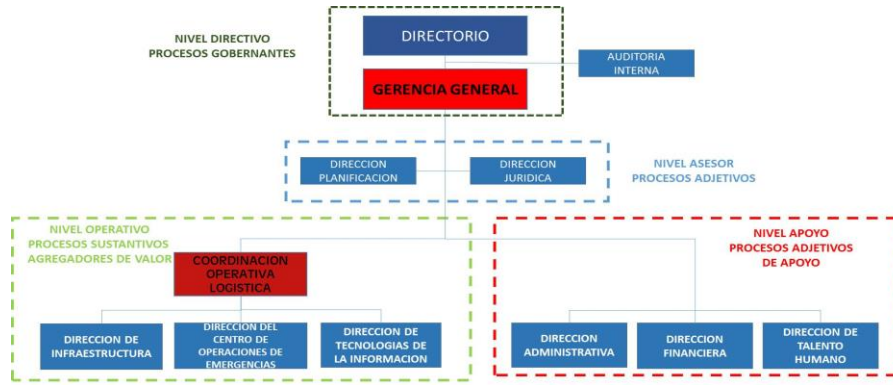 NIVEL DIRECTIVO
PROCESOS GOBERNANTES
DIRECTORIO
AUDITORIA
INTERNA
GERENCIA GENERAL
DIRECCION
PLANIFICACION
DIRECCION
JURIDICA
NIVEL ASESOR
PROCESOS ADJETIVOS
NIVEL OPERATIVO
PROCESOS SUSTANTIVOS
AGREGADORES DE VALOR
COORDINACION
OPERATIVA
LOGISTICA
NIVEL APOYO
PROCESOS ADJETIVOS
DE APOYO
DIRECCION DE
INFRAESTRUCTURA
DIRECCION DEL
CENTRO DE
OPERACIONES DE
EMERGENCIAS
DIRECCION DE
TECNOLOGIAS DE
LA INFORMACION
DIRECCION
ADMINISTRATIVA
DIRECCION
FINANCIERA
DIRECCION DE
TALENTO
HUMANO